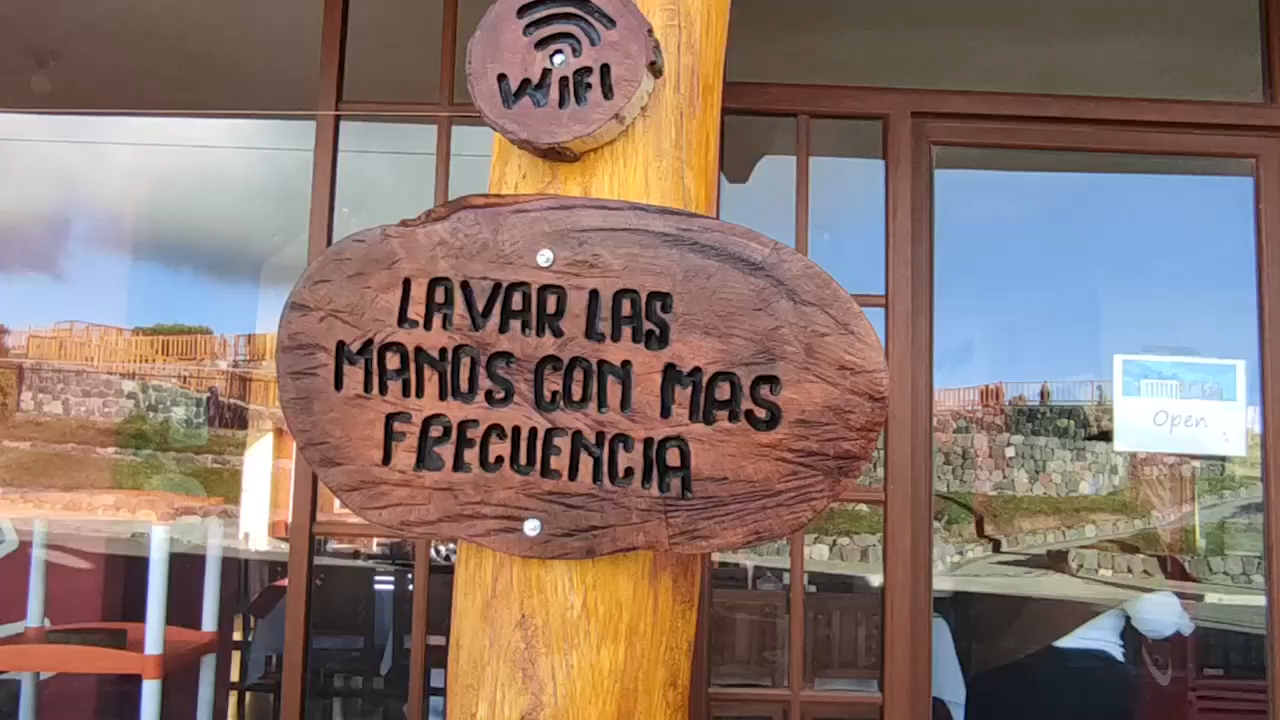 WIFI
LAVAR LAS
MANOS CON MAS
FRECUENCIA
Open